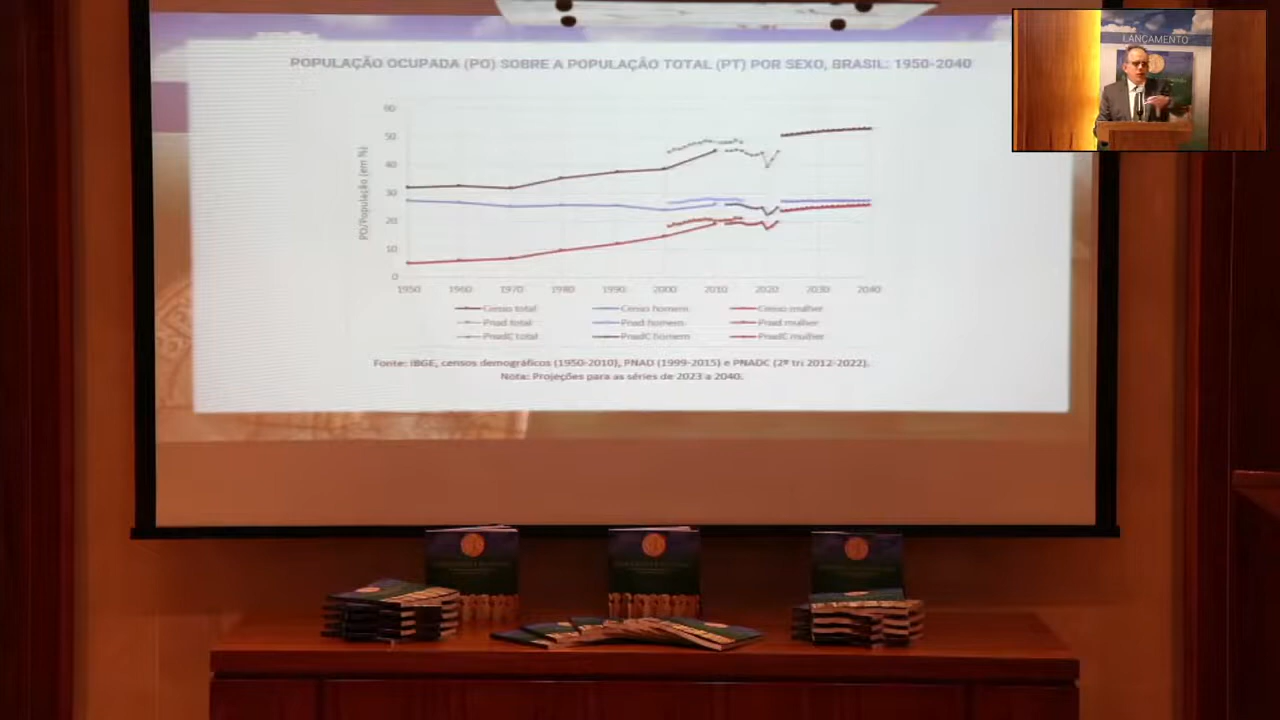 POPULAÇÃO OCUPADA (PO) SOBRE A POPULAÇÃO TOTAL (PT) POR SEXO, BRASIL: 1950-2040
LANÇAMENTO
PO/População (em %)
60
50
40
30
20
10
0
1950 1960 1970 1980 1990 2000 2010 2020 2030 2040
Censo total Censo homem Censo mulher
Pnad total Pnad homem Pnad mulher
PnadC total PnadC homem PnadC mulher
Fonte: IBGE, censos demográficos (1950-2010), PNAD (1999-2015) e PNADC (2º tri 2012-2022).
Nota: Projeções para as séries de 2023 a 2040.